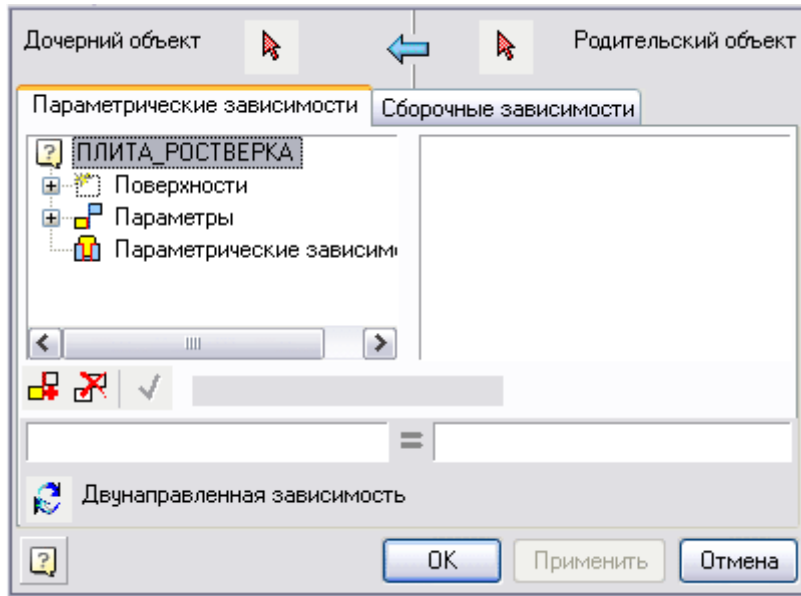 Дочерний объект
Родительский объект
Параметрические зависимости
Сборочные зависимости
ПЛИТА_РОСТВЕРКА
Поверхности
Параметры
Параметрические зависим
=
Двунаправленная зависимость
OK
Применить
Отмена